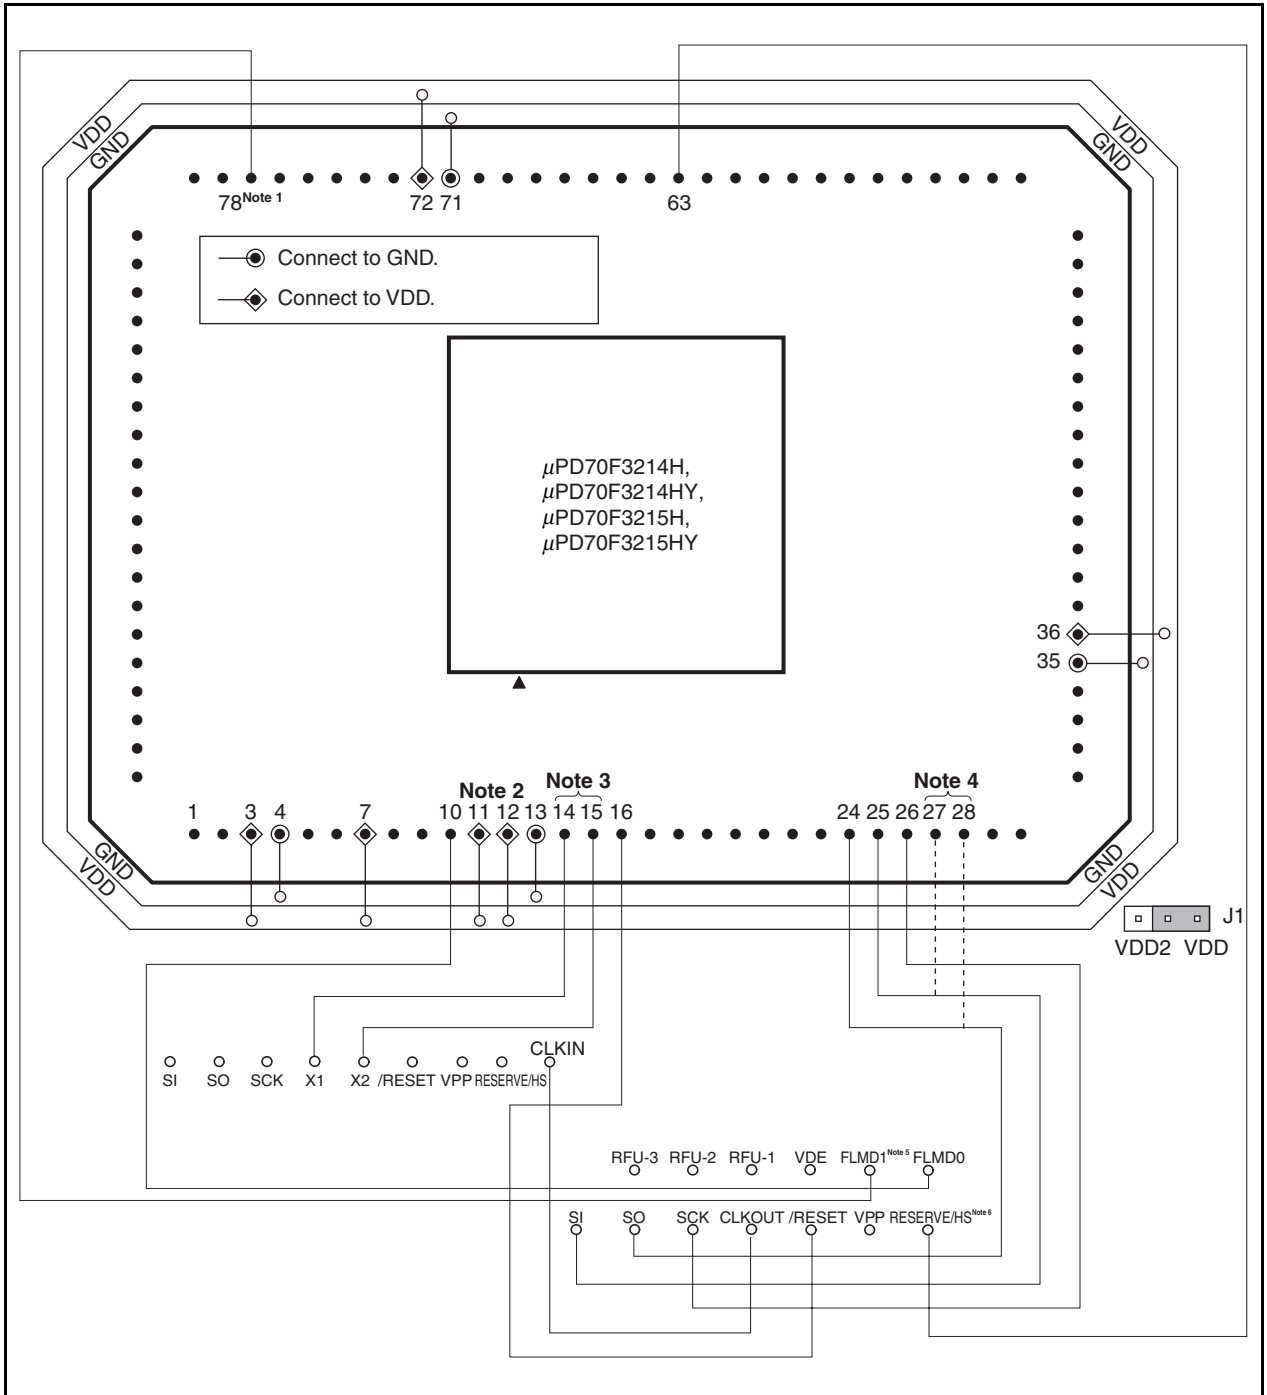 VDD
GND
VDD
GND
78Note 1
72 71
63
Connect to GND.
Connect to VDD.
μPD70F3214H,
μPD70F3214HY,
μPD70F3215H,
μPD70F3215HY
36
35
Note 2
Note 3
Note 4
1 3 4 7 10 11 12 13 14 15 16 24 25 26 27 28
GND
VDD
GND
VDD
J1
VDD2 VDD
CLKIN
SI SO SCK X1 X2 /RESET VPP RESERVE/HS
RFU-3 RFU-2 RFU-1 VDE FLMD1Note 5 FLMD0
SI SO SCK CLKOUT /RESET VPP RESERVE/HSNote 6